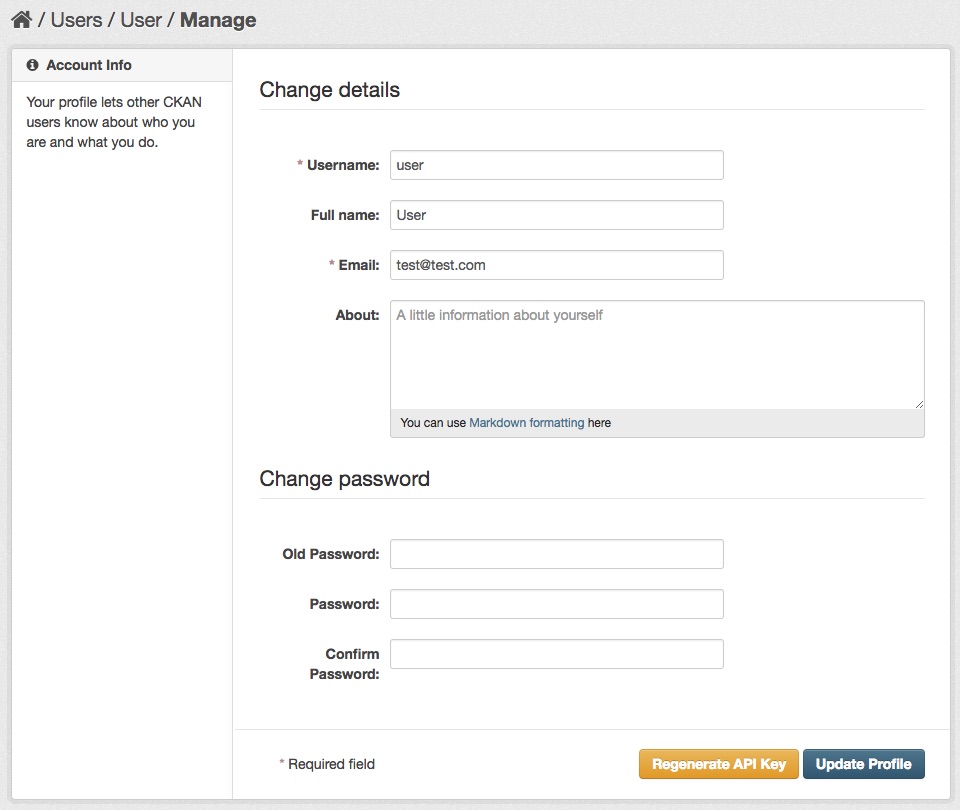 / Users / User / Manage
Account Info
Your profile lets other CKAN
users know about who you
are and what you do.
Change details
* Username:
user
Full name:
User
* Email:
test@test.com
About:
A little information about yourself
You can use Markdown formatting here
Change password
Old Password:
Password:
Confirm
Password:
* Required field
Regenerate API Key
Update Profile